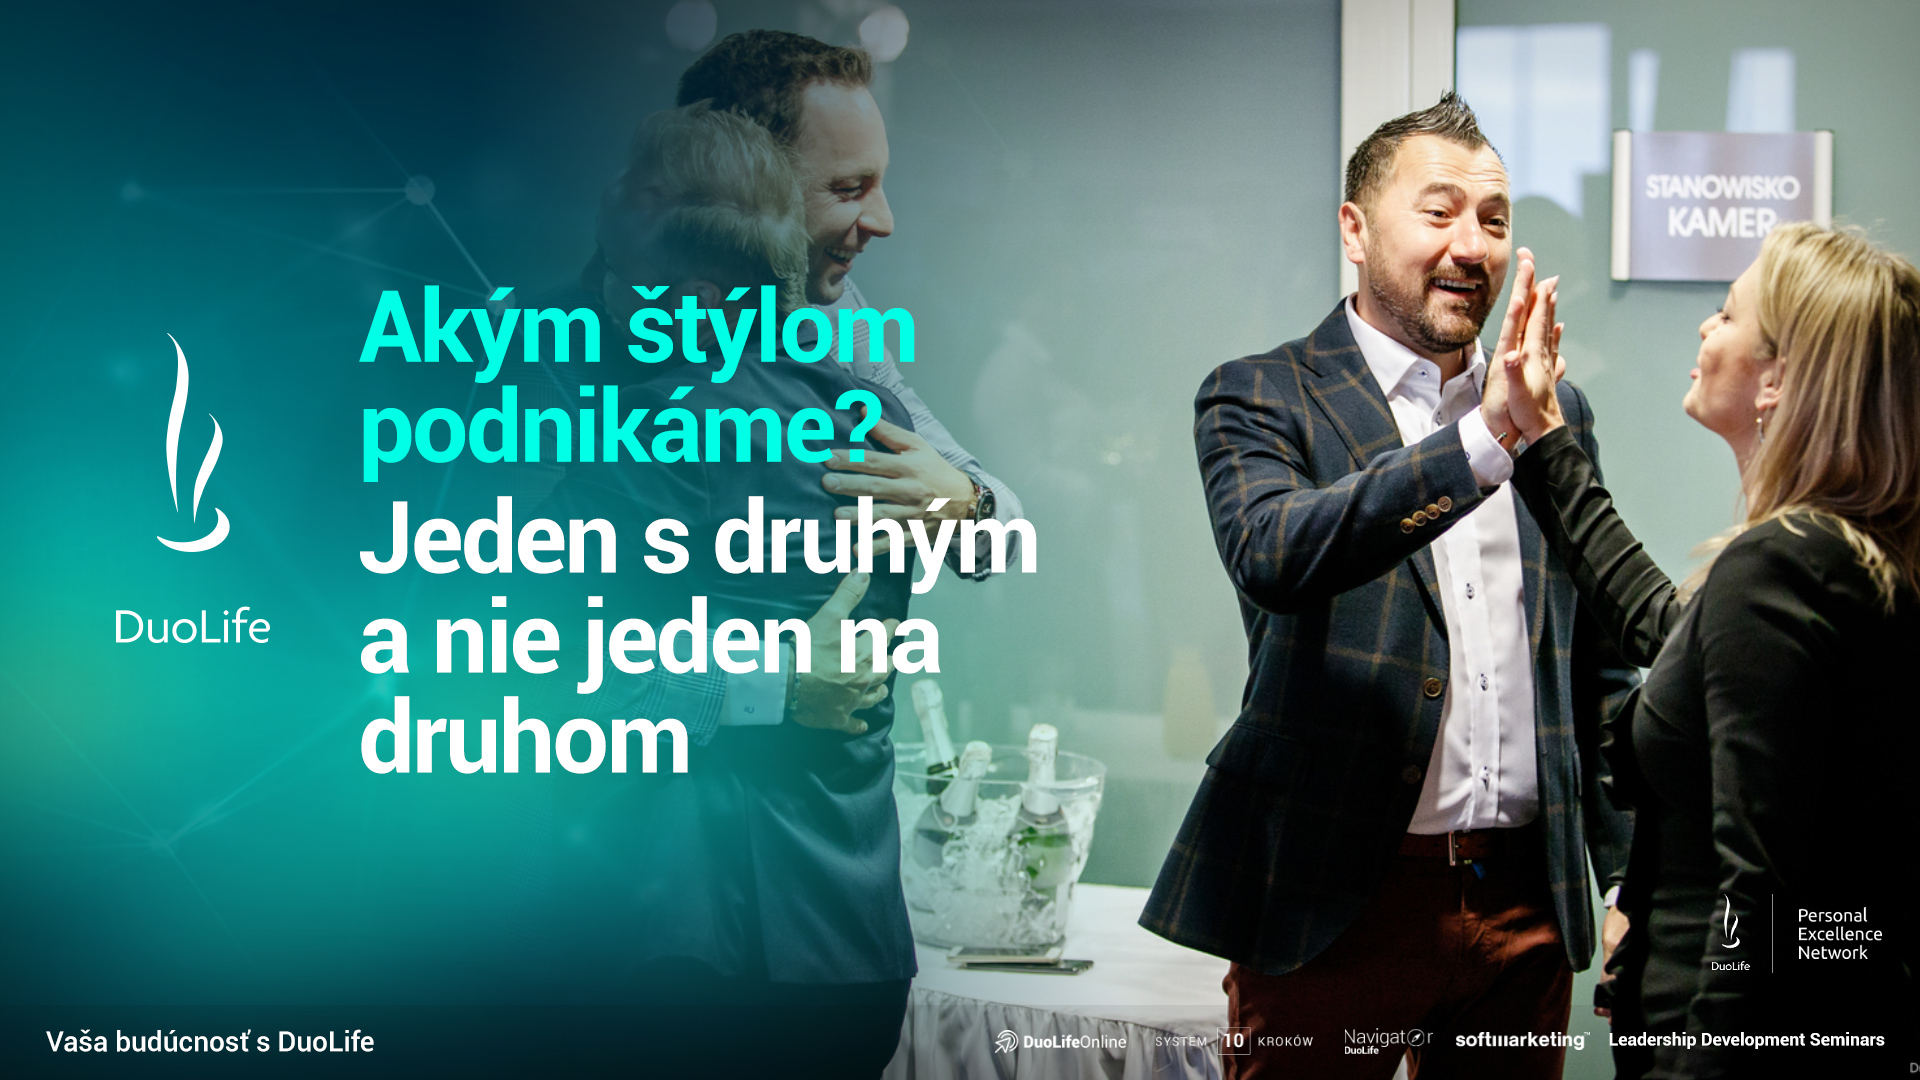 STANOWISKO
KAMER
Akým štýlom
podnikáme?
Jeden s druhým
a nie jeden na
druhom
DuoLife
DuoLife
Personal
Excellence
Network
Vaša budúcnosť s DuoLife
DuoLifeOnline
SYSTEM 10 KROKÓW
Navigator
DuoLife
softmarketing™
Leadership Development Seminars